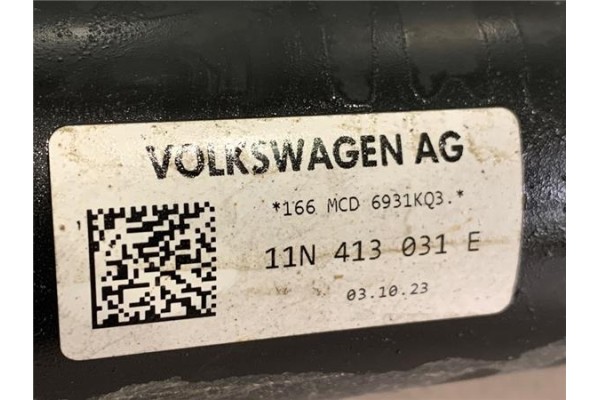 VOLKSWAGEN AG
*166 MCD 6931KQ3.*
11N 413 031 E
03.10.23